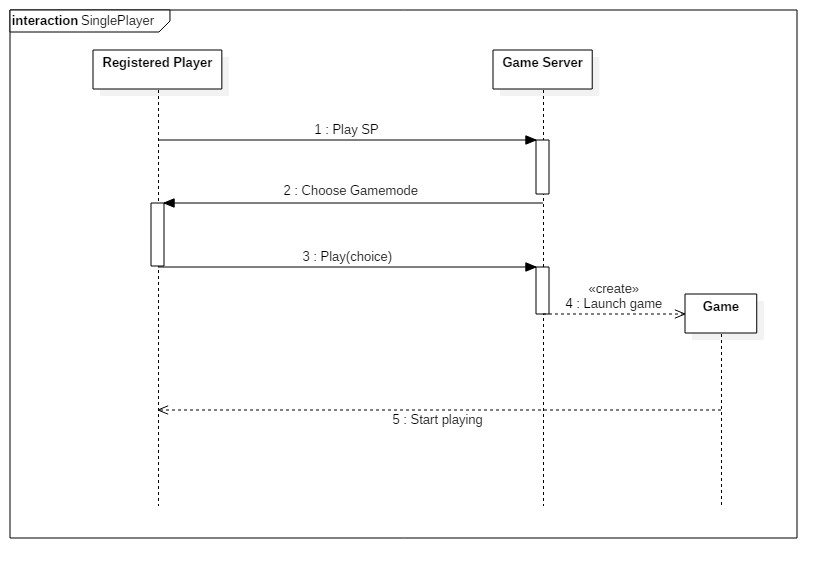 interaction SinglePlayer
Registered Player
Game Server
1 : Play SP
2 : Choose Gamemode
3 : Play(choice)
«create»
4 : Launch game
Game
5 : Start playing